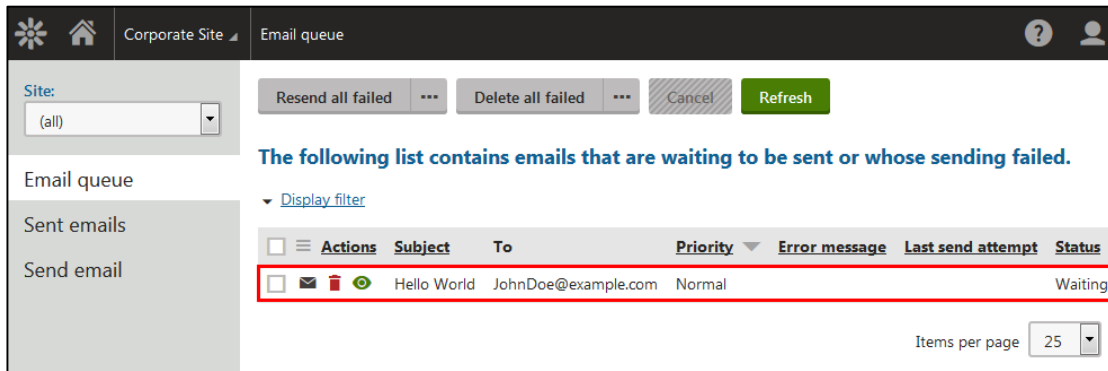 Corporate Site Email queue
Site:
(all)
Email queue
Sent emails
Send email
Resend all failed ••• Delete all failed ••• Cancel Refresh
The following list contains emails that are waiting to be sent or whose sending failed.
Display filter
Actions Subject To Priority Error message Last send attempt Status
Hello World JohnDoe@example.com Normal Waiting
Items per page 25